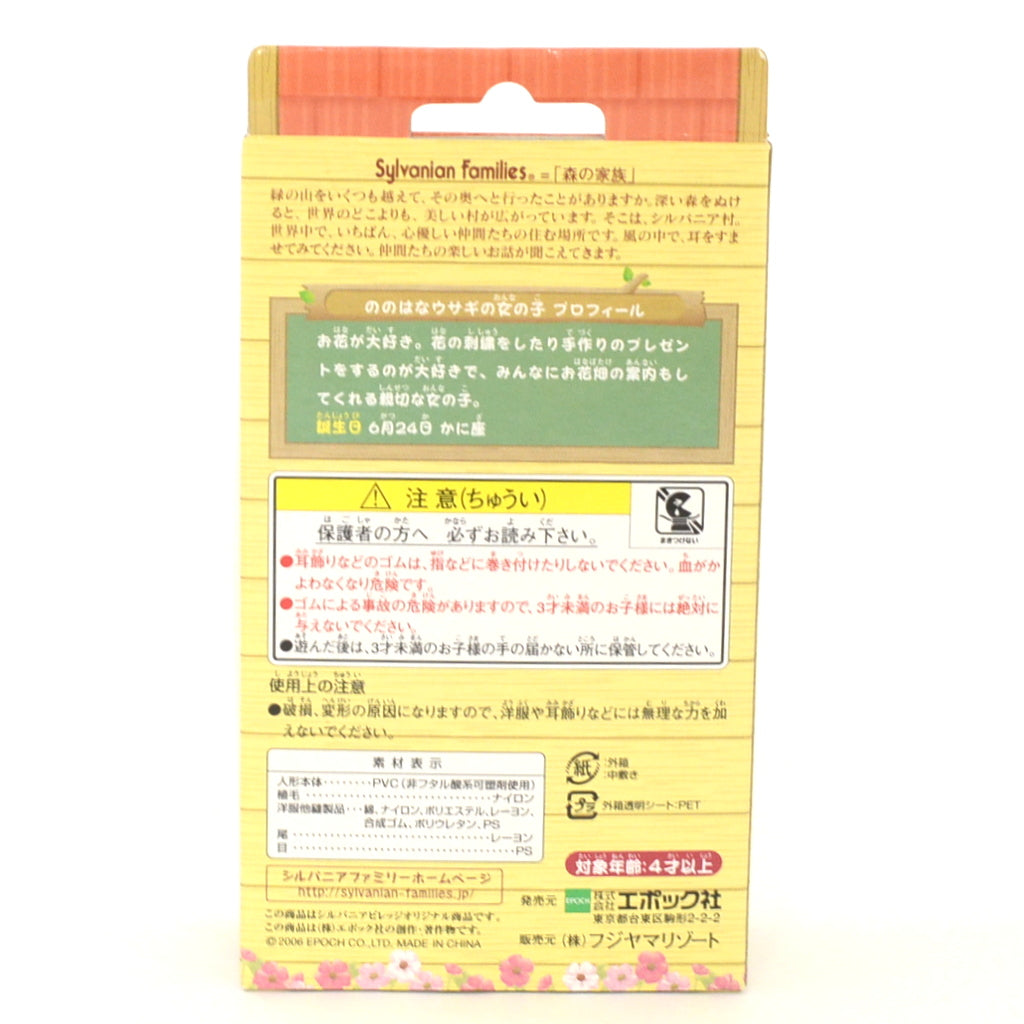 Sylvanian Families® =「森の家族」
緑の山をいくつも越えて、その奥へと行ったことがありますか。深い森をぬけ
ると、世界のどこよりも、美しい村が広がっています。そこは、シルバニア村。
世界中で、いちばん、心優しい仲間たちの住む場所です。風の中で、耳をすま
せてみてください。仲間たちの楽しいお話が聞こえてきます。
ののはなウサギの女の子 プロフィール
お花が大好き。花の刺繍をしたり手作りのプレゼン
トをするのが大好きで、みんなにお花畑の案内もし
てくれる親切な女の子。
誕生日 6月24日 かに座
⚠ 注意(ちゅうい)
まきつけない
保護者の方へ 必ずお読み下さい。
●耳飾りなどのゴムは、指などに巻き付けたりしないでください。血がか
よわなくなり危険です。
●ゴムによる事故の危険がありますので、3才未満のお子様には絶対に
与えないでください。
●遊んだ後は、3才未満のお子様の手の届かない所に保管してください。
使用上の注意
●破損、変形の原因になりますので、洋服や耳飾りなどには無理な力を加
えないでください。
素材表示
人形本体········PVC(非フタル酸系可塑剤使用)
植毛································ナイロン
洋服他縫製品···綿、ナイロン、ポリエステル、レーヨン、
合成ゴム、ポリウレタン、PS
尾··································レーヨン
目······································PS
紙 :外箱
:中敷き
プラ 外箱透明シート:PET
対象年齢:4才以上
シルバニアファミリーホームページ
http://sylvanian-families.jp/
この商品はシルバニアビレッジオリジナル商品です。
この商品は(株)エポック社の創作・著作物です。
©2006 EPOCH CO., LTD. MADE IN CHINA
発売元 EPOCH 株式会社 エポック社
東京都台東区駒形2-2-2
販売元 (株)フジヤマリゾート